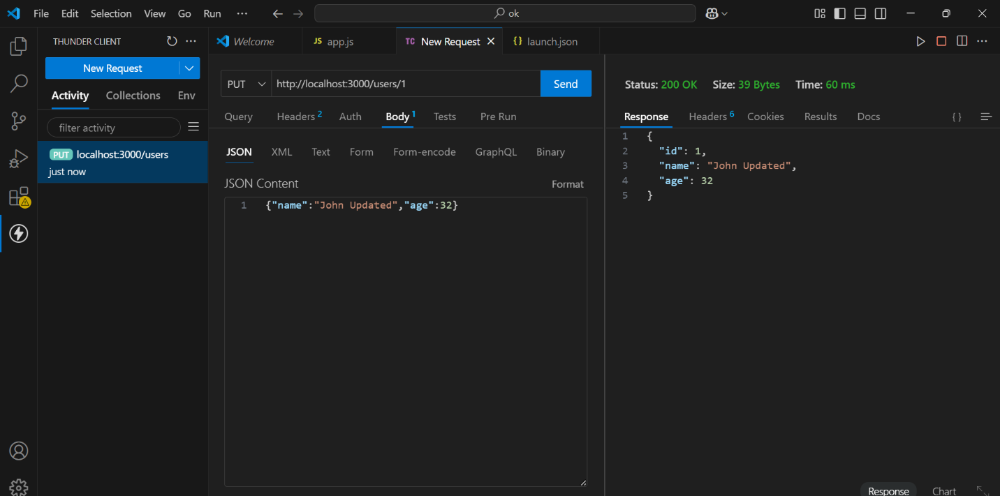 File Edit Selection View Go Run ··· ok
THUNDER CLIENT ···
Welcome JS app.js TC New Request {} launch.json ···
New Request
Activity Collections Env
filter activity
PUT localhost:3000/users
just now
PUT http://localhost:3000/users/1 Send
Query Headers 2 Auth Body 1 Tests Pre Run
JSON XML Text Form Form-encode GraphQL Binary
JSON Content Format
1 {"name":"John Updated","age":32}
Status: 200 OK Size: 39 Bytes Time: 60 ms
Response Headers 6 Cookies Results Docs { }
1 {
2 "id": 1,
3 "name": "John Updated",
4 "age": 32
5 }
Response Chart